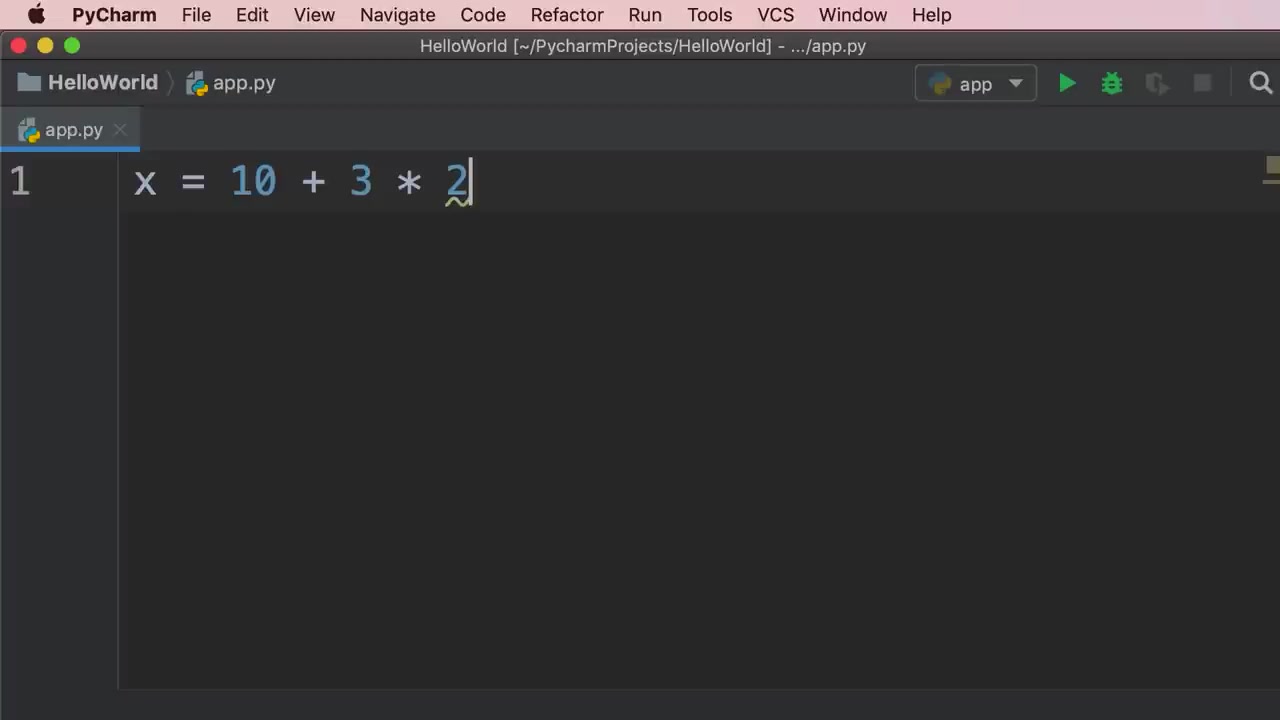 PyCharm File Edit View Navigate Code Refactor Run Tools VCS Window Help
HelloWorld [~/PycharmProjects/HelloWorld] - .../app.py
HelloWorld app.py app
app.py
1 x = 10 + 3 * 2